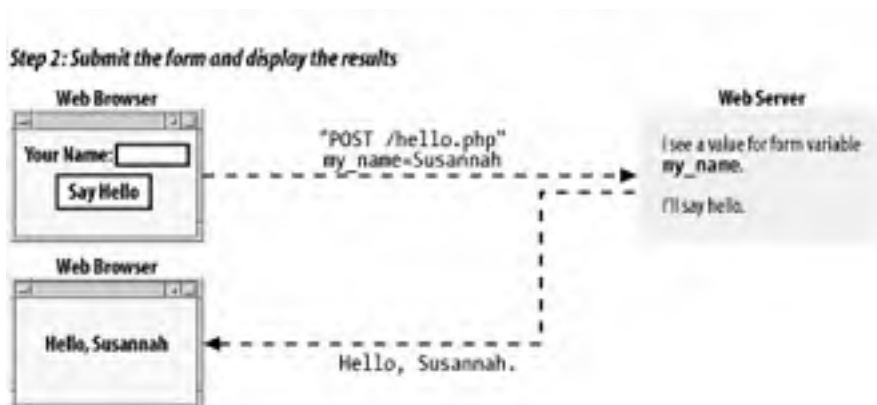 Step 2: Submit the form and display the results
Web Browser
Your Name:
Say Hello
"POST /hello.php"
my_name=Susannah
Web Server
I see a value for form variable
my_name.
I'll say hello.
Web Browser
Hello, Susannah
Hello, Susannah.